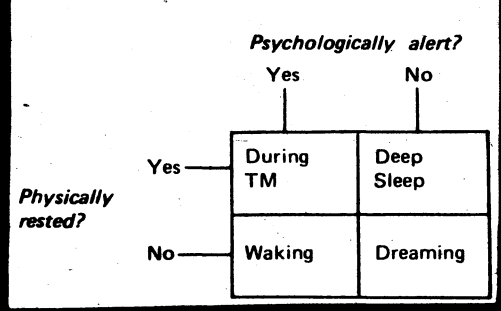 Psychologically alert?
Yes No
Yes
During Deep
TM Sleep
Physically
rested?
No Waking Dreaming